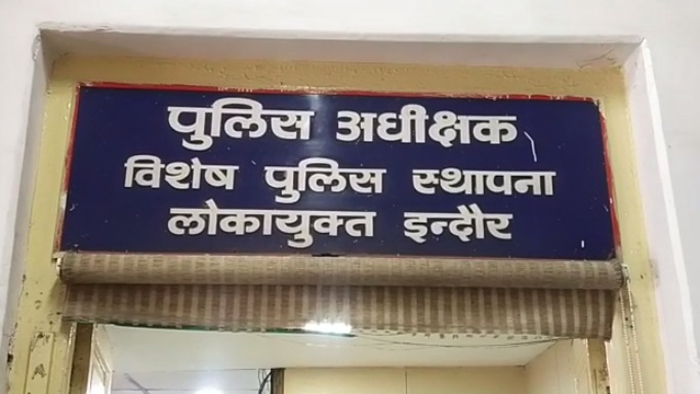 पुलिस अधीक्षक
विशेष पुलिस स्थापना
लोकायुक्त इन्दौर